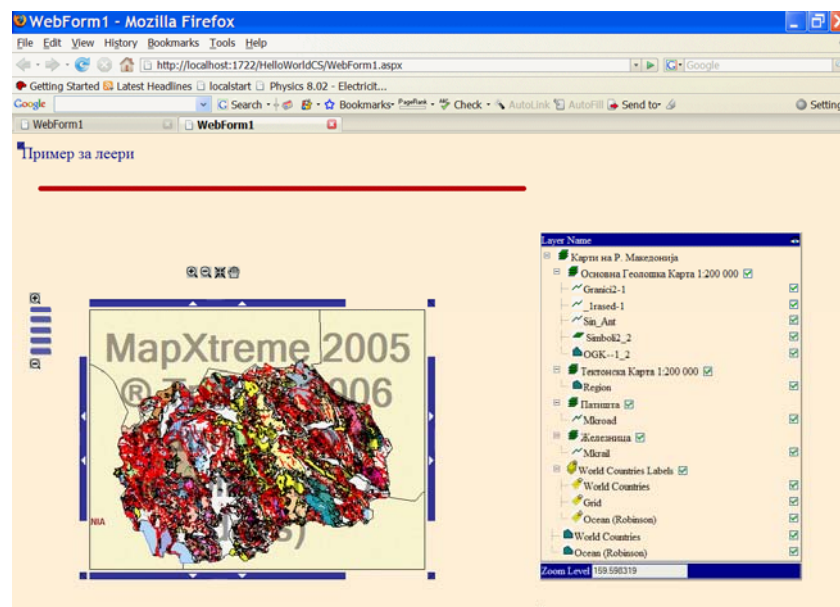 WebForm1 - Mozilla Firefox
File Edit View History Bookmarks Tools Help
http://localhost:1722/HelloWorldCS/WebForm1.aspx
Google
Getting Started Latest Headlines localstart Physics 8.02 - Electricit...
Google Search Bookmarks PageRank Check AutoLink AutoFill Send to Setting
WebForm1 WebForm1
Пример за леери
Layer Name
Карти на Р. Македонија
Основна Геолошка Карта 1:200 000
Granici2-1
_1rased-1
Sin_Ant
Simboli2_2
OGK--1_2
Тектонска Карта 1:200 000
Region
Патишта
Mkroad
Железница
Mkrail
World Countries Labels
World Countries
Grid
Ocean (Robinson)
World Countries
Ocean (Robinson)
Zoom Level 159.598319
MapXtreme 2005
®
006
NIA